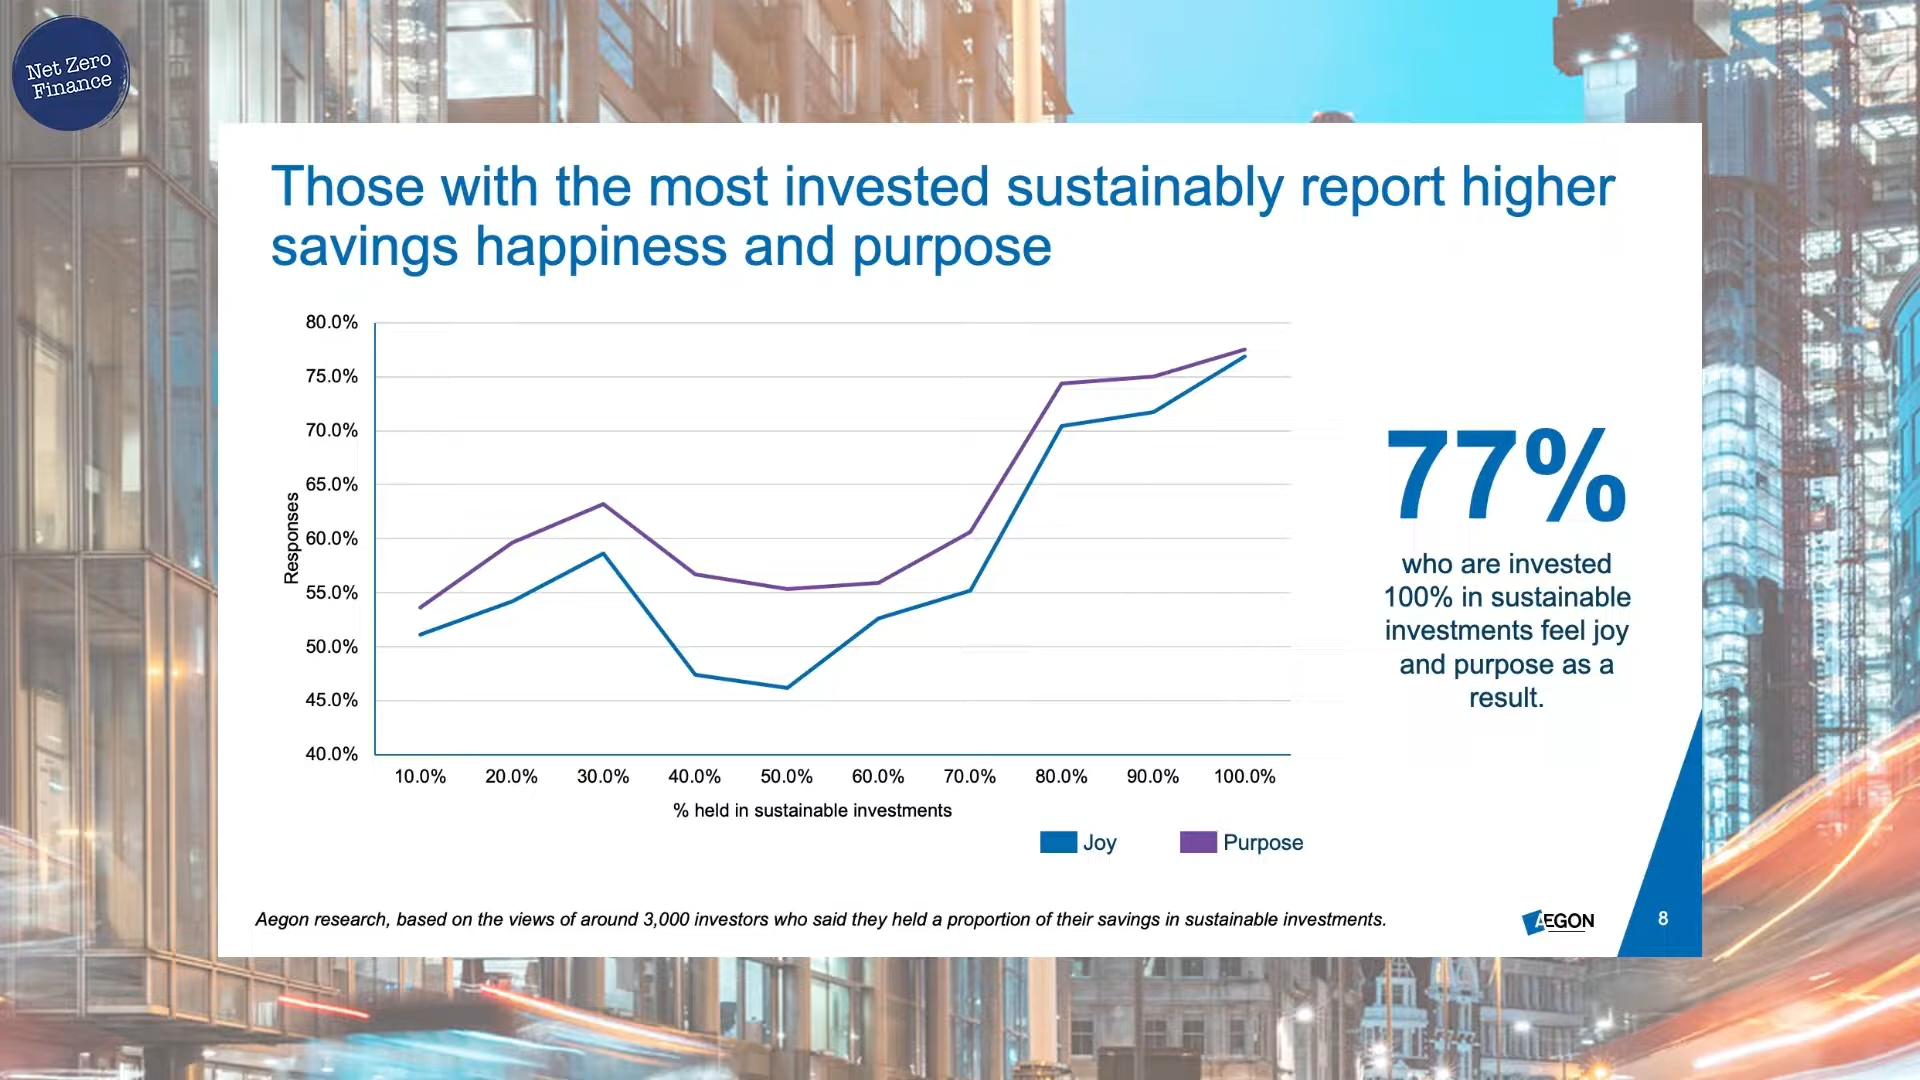 Net Zero
Finance
Those with the most invested sustainably report higher
savings happiness and purpose
80.0%
75.0%
70.0%
65.0%
60.0%
55.0%
50.0%
45.0%
40.0%
Responses
10.0% 20.0% 30.0% 40.0% 50.0% 60.0% 70.0% 80.0% 90.0% 100.0%
% held in sustainable investments
Joy Purpose
77%
who are invested
100% in sustainable
investments feel joy
and purpose as a
result.
Aegon research, based on the views of around 3,000 investors who said they held a proportion of their savings in sustainable investments.
AEGON
8